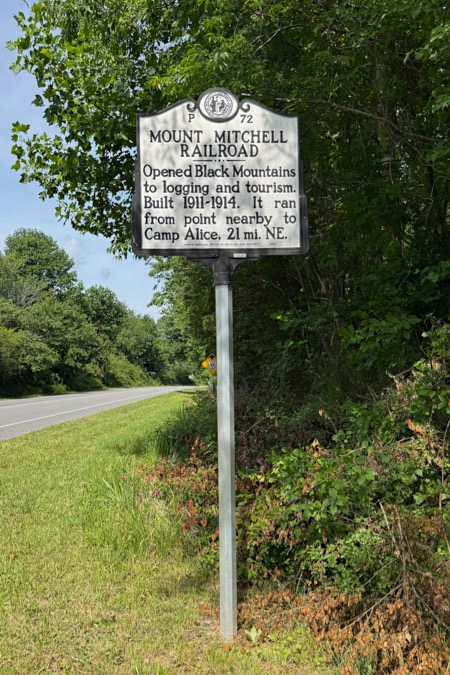 P 72
MOUNT MITCHELL
RAILROAD
Opened Black Mountains
to logging and tourism.
Built 1911-1914. It ran
from point nearby to
Camp Alice, 21 mi. NE.